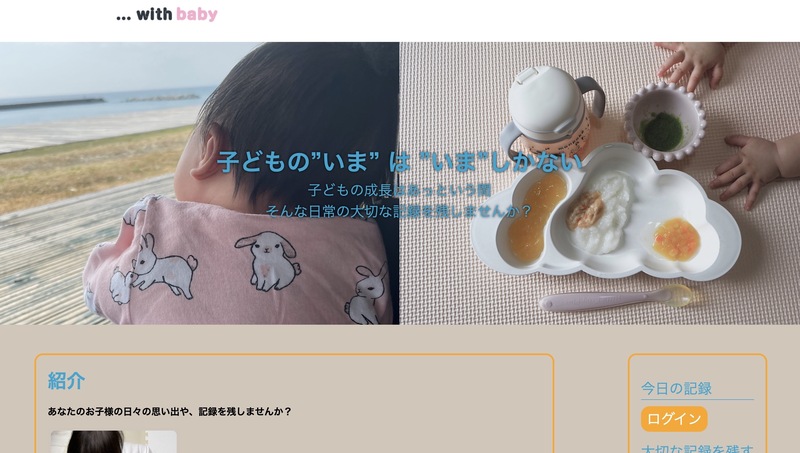 ... with baby
子どもの”いま” は ”いま”しかない
子どもの成長はあっという間
そんな日常の大切な記録を残しませんか？
紹介
あなたのお子様の日々の思い出や、記録を残しませんか？
今日の記録
ログイン
大切な記録を残す